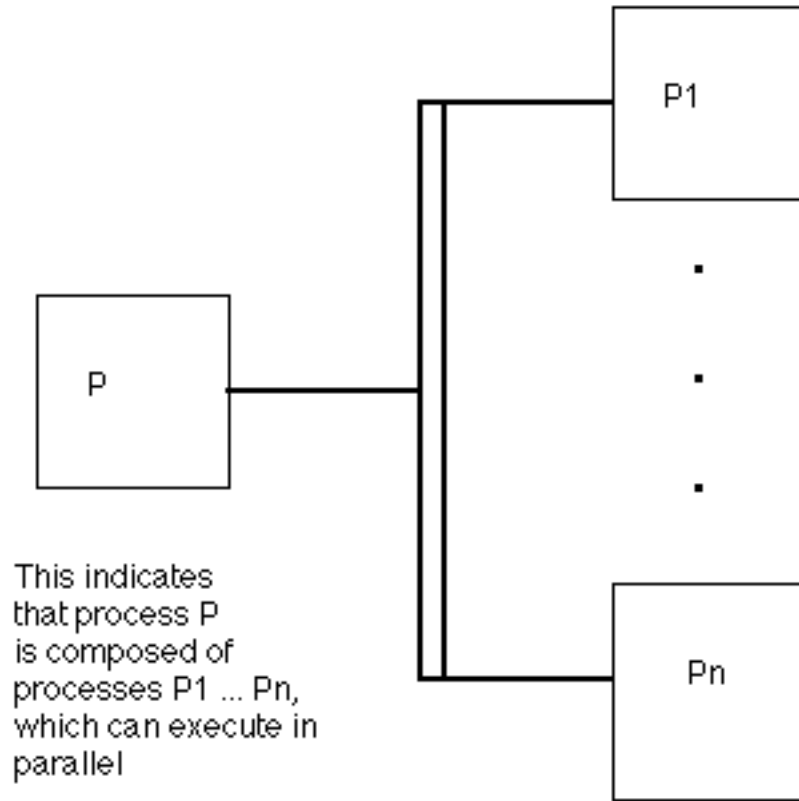 P1
P
This indicates
that process P
is composed of
processes P1 ... Pn,
which can execute in
parallel
Pn